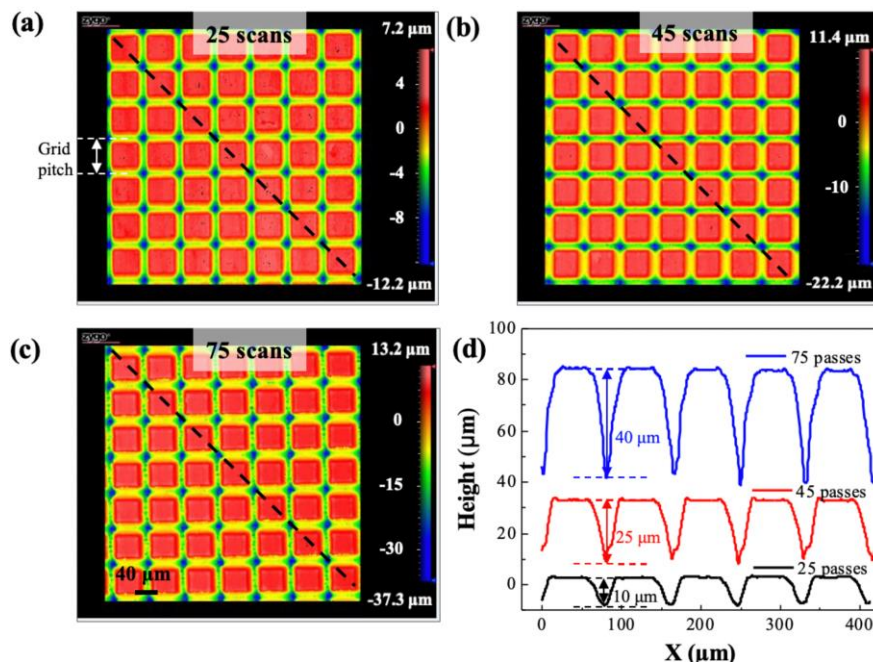 (a)
zygo
25 scans
7.2 µm
4
0
-4
-8
-12.2 µm
Grid
pitch
(b)
zygo
45 scans
11.4 µm
0
-10
-22.2 µm
(c)
zygo
75 scans
13.2 µm
0
-15
-30
-37.3 µm
40 µm
(d)
100
80
60
40
20
0
Height (µm)
75 passes
40 µm
45 passes
25 µm
25 passes
10 µm
0 100 200 300 400
X (µm)